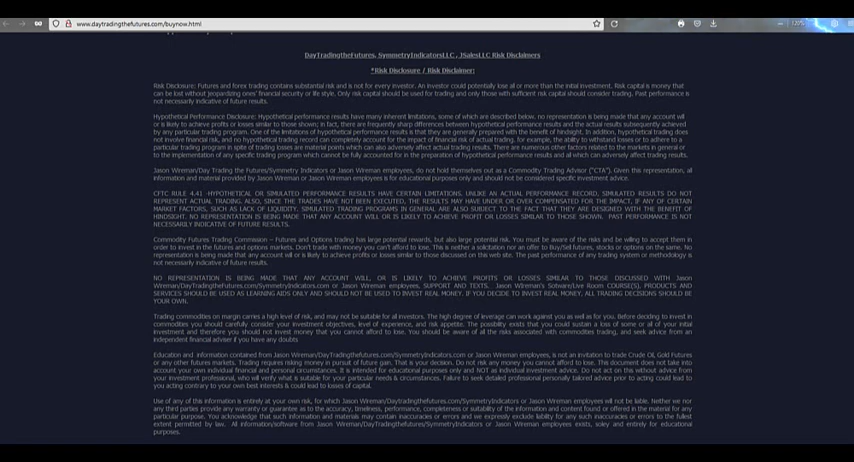 www.daytradingthefutures.com/buynow.html
120%
DayTradingtheFutures, SymmetryIndicatorsLLC, JSalesLLC Risk Disclaimers
*Risk Disclosure / Risk Disclaimer:
Risk Disclosure: Futures and forex trading contains substantial risk and is not for every investor. An investor could potentially lose all or more than the initial investment. Risk capital is money that
can be lost without jeopardizing ones' financial security or life style. Only risk capital should be used for trading and only those with sufficient risk capital should consider trading. Past performance is
not necessarily indicative of future results.
Hypothetical Performance Disclosure: Hypothetical performance results have many inherent limitations, some of which are described below. no representation is being made that any account will
or is likely to achieve profits or losses similar to those shown; in fact, there are frequently sharp differences between hypothetical performance results and the actual results subsequently achieved
by any particular trading program. One of the limitations of hypothetical performance results is that they are generally prepared with the benefit of hindsight. In addition, hypothetical trading does
not involve financial risk, and no hypothetical trading record can completely account for the impact of financial risk of actual trading. for example, the ability to withstand losses or to adhere to a
particular trading program in spite of trading losses are material points which can also adversely affect actual trading results. There are numerous other factors related to the markets in general or
to the implementation of any specific trading program which cannot be fully accounted for in the preparation of hypothetical performance results and all which can adversely affect trading results.
Jason Wireman/Day Trading the Futures/Symmetry Indicators or Jason Wireman employees, do not hold themselves out as a Commodity Trading Advisor ("CTA"). Given this representation, all
information and material provided by Jason Wireman or Jason Wireman employees is for educational purposes only and should not be considered specific investment advice.
CFTC RULE 4.41 -HYPOTHETICAL OR SIMULATED PERFORMANCE RESULTS HAVE CERTAIN LIMITATIONS. UNLIKE AN ACTUAL PERFORMANCE RECORD, SIMULATED RESULTS DO NOT
REPRESENT ACTUAL TRADING. ALSO, SINCE THE TRADES HAVE NOT BEEN EXECUTED, THE RESULTS MAY HAVE UNDER OR OVER COMPENSATED FOR THE IMPACT, IF ANY OF CERTAIN
MARKET FACTORS, SUCH AS LACK OF LIQUIDITY. SIMULATED TRADING PROGRAMS IN GENERAL ARE ALSO SUBJECT TO THE FACT THAT THEY ARE DESIGNED WITH THE BENEFIT OF
HINDSIGHT. NO REPRESENTATION IS BEING MADE THAT ANY ACCOUNT WILL OR IS LIKELY TO ACHIEVE PROFIT OR LOSSES SIMILAR TO THOSE SHOWN. PAST PERFORMANCE IS NOT
NECESSARILY INDICATIVE OF FUTURE RESULTS.
Commodity Futures Trading Commission – Futures and Options trading has large potential rewards, but also large potential risk. You must be aware of the risks and be willing to accept them in
order to invest in the futures and options markets. Don't trade with money you can't afford to lose. This is neither a solicitation nor an offer to Buy/Sell futures, stocks or options on the same. No
representation is being made that any account will or is likely to achieve profits or losses similar to those discussed on this web site. The past performance of any trading system or methodology is
not necessarily indicative of future results.
NO REPRESENTATION IS BEING MADE THAT ANY ACCOUNT WILL, OR IS LIKELY TO ACHIEVE PROFITS OR LOSSES SIMILAR TO THOSE DISCUSSED WITH Jason
Wireman/DayTradingthefutures.com/SymmetryIndicators.com or Jason Wireman employees, SUPPORT AND TEXTS. Jason Wireman's Sotware/Live Room COURSE(S). PRODUCTS AND
SERVICES SHOULD BE USED AS LEARNING AIDS ONLY AND SHOULD NOT BE USED TO INVEST REAL MONEY. IF YOU DECIDE TO INVEST REAL MONEY, ALL TRADING DECISIONS SHOULD BE
YOUR OWN.
Trading commodities on margin carries a high level of risk, and may not be suitable for all investors. The high degree of leverage can work against you as well as for you. Before deciding to invest in
commodities you should carefully consider your investment objectives, level of experience, and risk appetite. The possibility exists that you could sustain a loss of some or all of your initial
investment and therefore you should not invest money that you cannot afford to lose. You should be aware of all the risks associated with commodities trading, and seek advice from an
independent financial adviser if you have any doubts
Education and information contained from Jason Wireman/DayTradingthefutures.com/SymmetryIndicators.com or Jason Wireman employees, is not an invitation to trade Crude Oil, Gold Futures
or any other futures markets. Trading requires risking money in pursuit of future gain. That is your decision. Do not risk any money you cannot afford to lose. This document does not take into
account your own individual financial and personal circumstances. It is intended for educational purposes only and NOT as individual investment advice. Do not act on this without advice from
your investment professional, who will verify what is suitable for your particular needs & circumstances. Failure to seek detailed professional personally tailored advice prior to acting could lead to
you acting contrary to your own best interests & could lead to losses of capital.
Use of any of this information is entirely at your own risk, for which Jason Wireman/Daytradingthefutures.com/SymmetryIndicators or Jason Wireman employees will not be liable. Neither we nor
any third parties provide any warranty or guarantee as to the accuracy, timeliness, performance, completeness or suitability of the information and content found or offered in the material for any
particular purpose. You acknowledge that such information and materials may contain inaccuracies or errors and we expressly exclude liability for any such inaccuracies or errors to the fullest
extent permitted by law. All information/software from Jason Wireman/Daytradingthefutures/SymmetryIndicators or Jason Wireman employees exists, soley and entirely for educational
purposes.